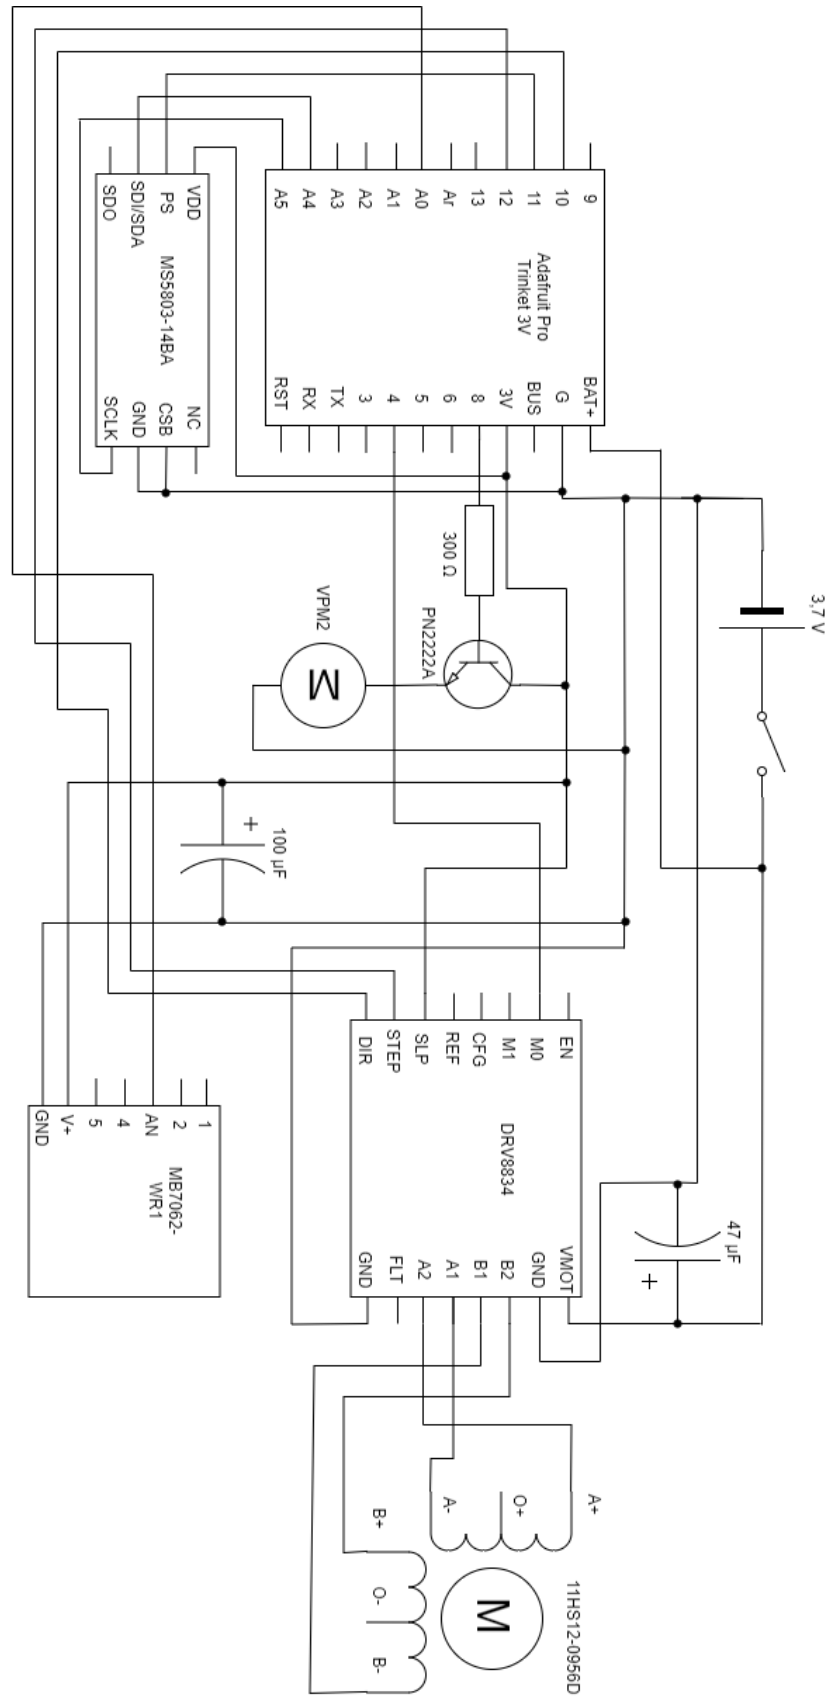 3,7 V
9
10
11
12
13
Ar
A0
A1
A2
A3
A4
A5
Adafruit Pro
Trinket 3V
BAT+
G
BUS
3V
8
6
5
4
3
TX
RX
RST
VDD
PS
SDI/SDA
SDO
MS5803-14BA
NC
CSB
GND
SCLK
300 Ω
PN2222A
VPM2
M
+
100 µF
EN
M0
M1
CFG
REF
SLP
STEP
DIR
DRV8834
VMOT
GND
B2
B1
A1
A2
FLT
GND
47 µF
+
1
2
AN
4
5
V+
GND
MB7062-
WR1
A+
O+
A-
B+
O-
B-
M
11HS12-0956D